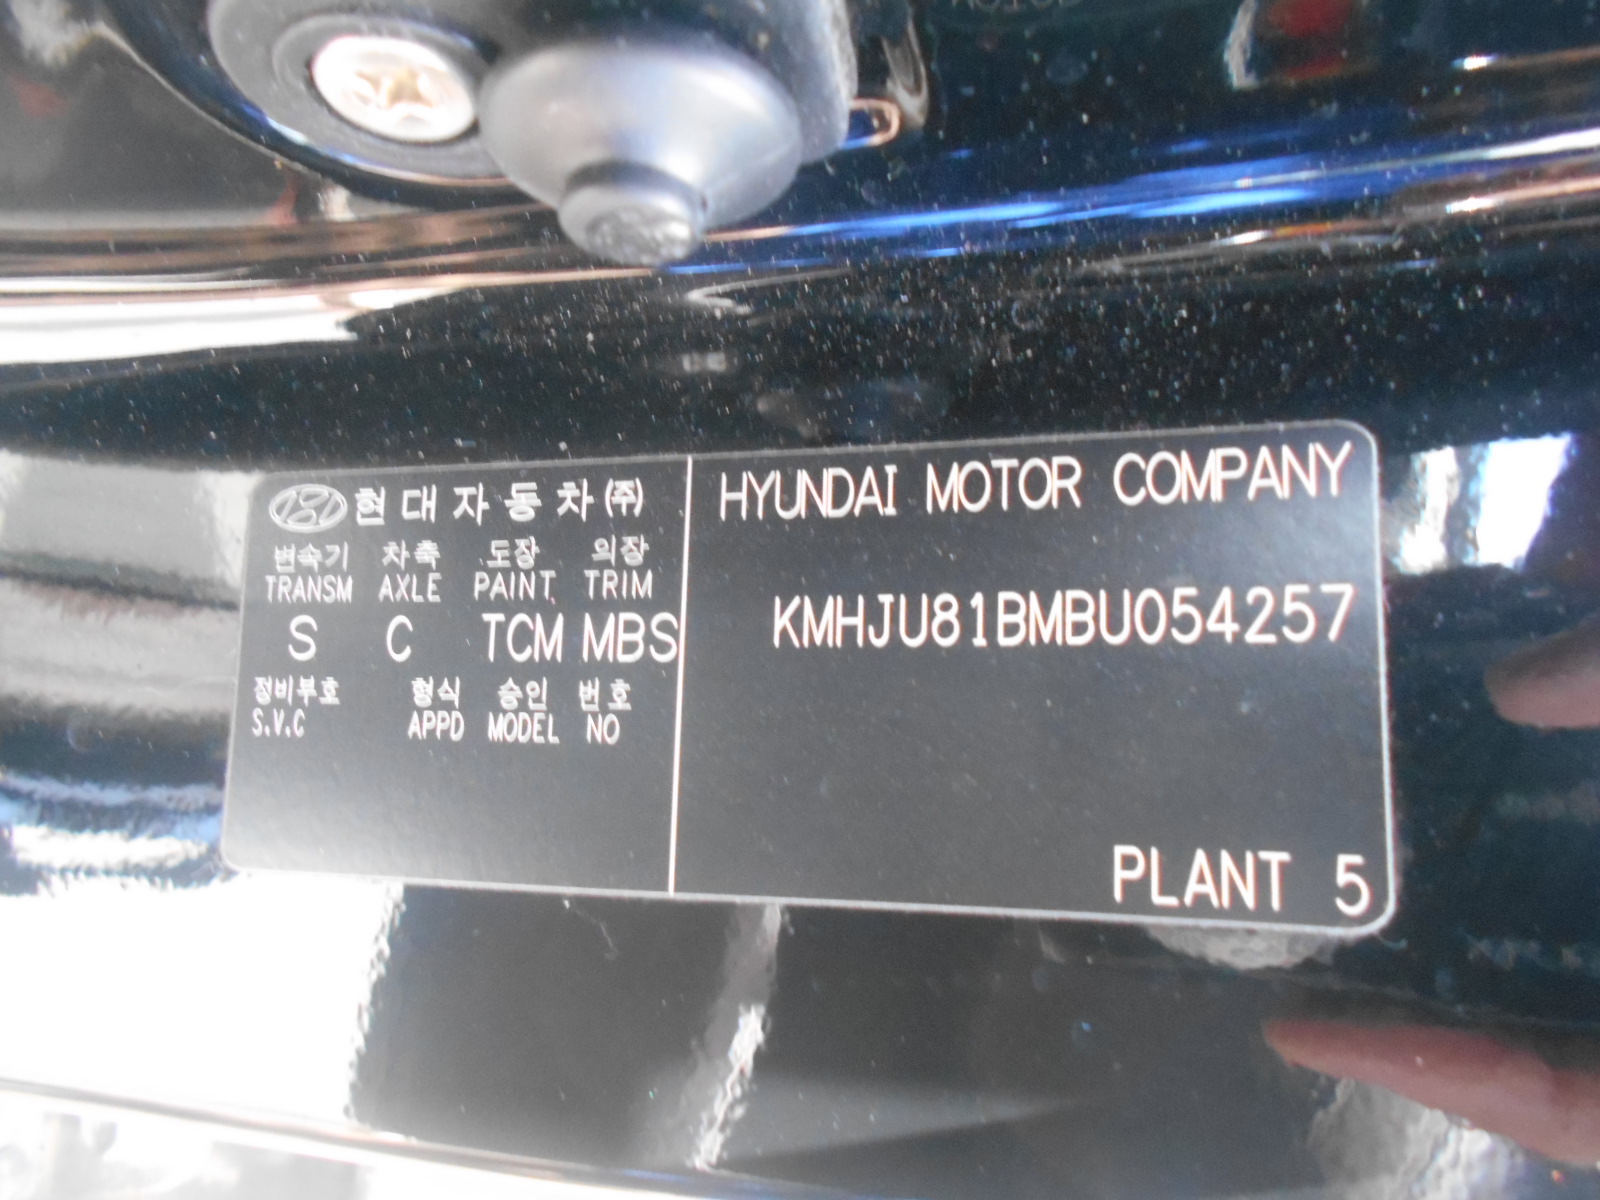 현대자동차(주)
변속기 차축 도장 의장
TRANSM AXLE PAINT TRIM
S C TCM MBS
정비부호 형식 승인 번호
S.V.C APPD MODEL NO
HYUNDAI MOTOR COMPANY
KMHJU81BMBU054257
PLANT 5